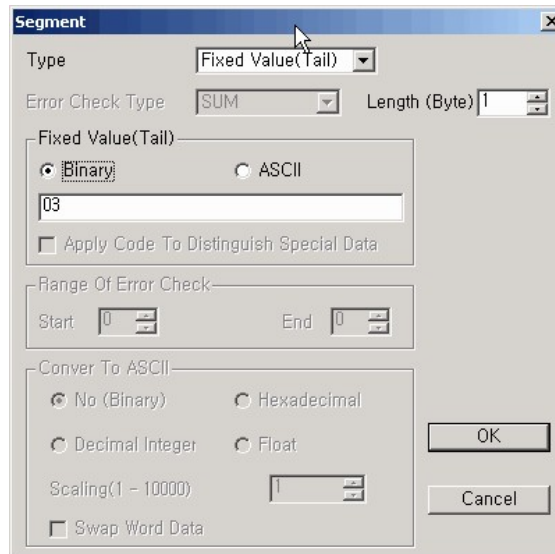 Segment
Type Fixed Value(Tail)
Error Check Type SUM Length (Byte) 1
Fixed Value(Tail)
Binary ASCII
03
Apply Code To Distinguish Special Data
Range Of Error Check
Start 0 End 0
Conver To ASCII
No (Binary) Hexadecimal
Decimal Integer Float
OK
Scaling(1 - 10000) 1
Cancel
Swap Word Data